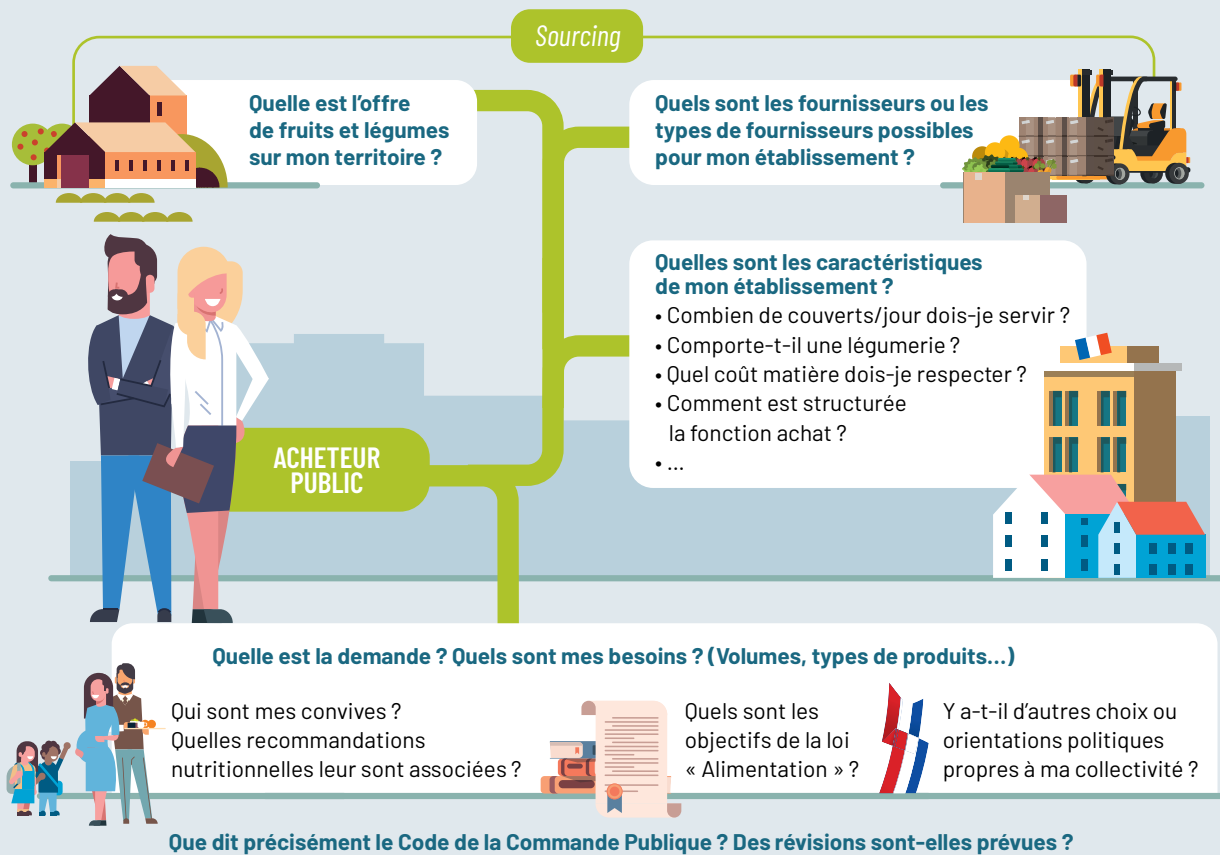 Sourcing
Quelle est l'offre
de fruits et légumes
sur mon territoire ?
Quels sont les fournisseurs ou les
types de fournisseurs possibles
pour mon établissement ?
Quelles sont les caractéristiques
de mon établissement ?
• Combien de couverts/jour dois-je servir ?
• Comporte-t-il une légumerie ?
• Quel coût matière dois-je respecter ?
• Comment est structurée
la fonction achat ?
• ...
ACHETEUR
PUBLIC
Quelle est la demande ? Quels sont mes besoins ? (Volumes, types de produits...)
Qui sont mes convives ?
Quelles recommandations
nutritionnelles leur sont associées ?
Quels sont les
objectifs de la loi
« Alimentation » ?
Y a-t-il d'autres choix ou
orientations politiques
propres à ma collectivité ?
Que dit précisément le Code de la Commande Publique ? Des révisions sont-elles prévues ?